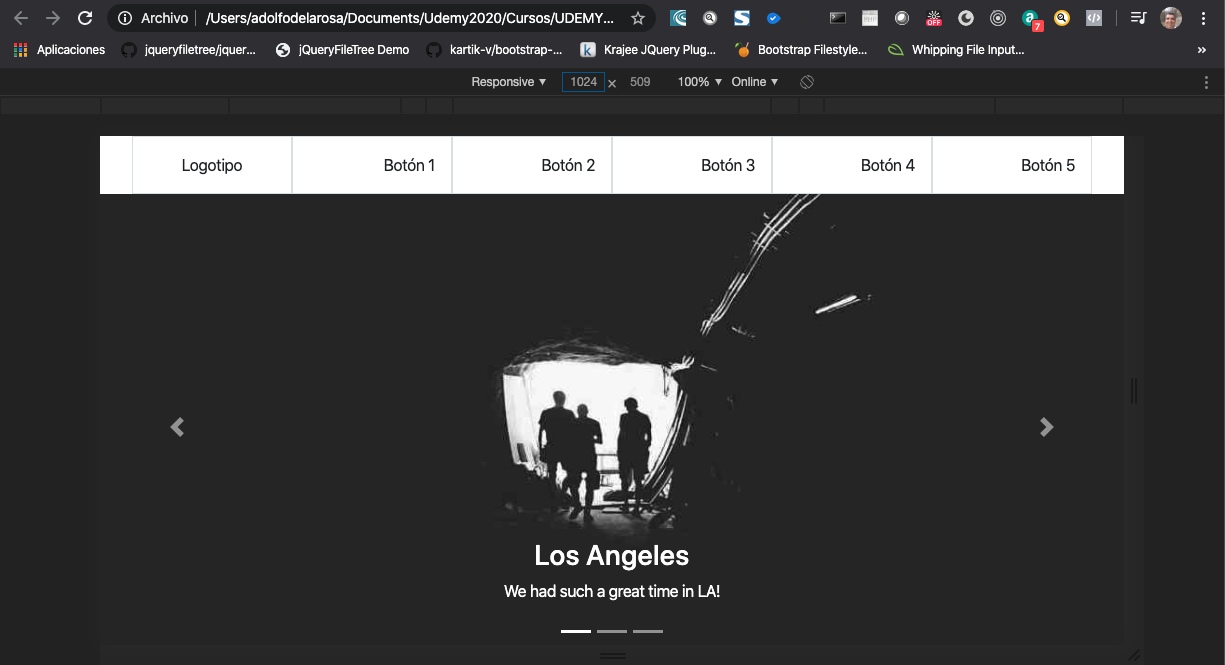 Archivo /Users/adolfodelarosa/Documents/Udemy2020/Cursos/UDEMY...
OFF 7
Aplicaciones jqueryfiletree/jquer... jQueryFileTree Demo kartik-v/bootstrap-... k Krajee JQuery Plug... Bootstrap Filestyle... Whipping File Input... »
Responsive ▼ 1024 × 509 100% ▼ Online ▼
Logotipo Botón 1 Botón 2 Botón 3 Botón 4 Botón 5
Los Angeles
We had such a great time in LA!